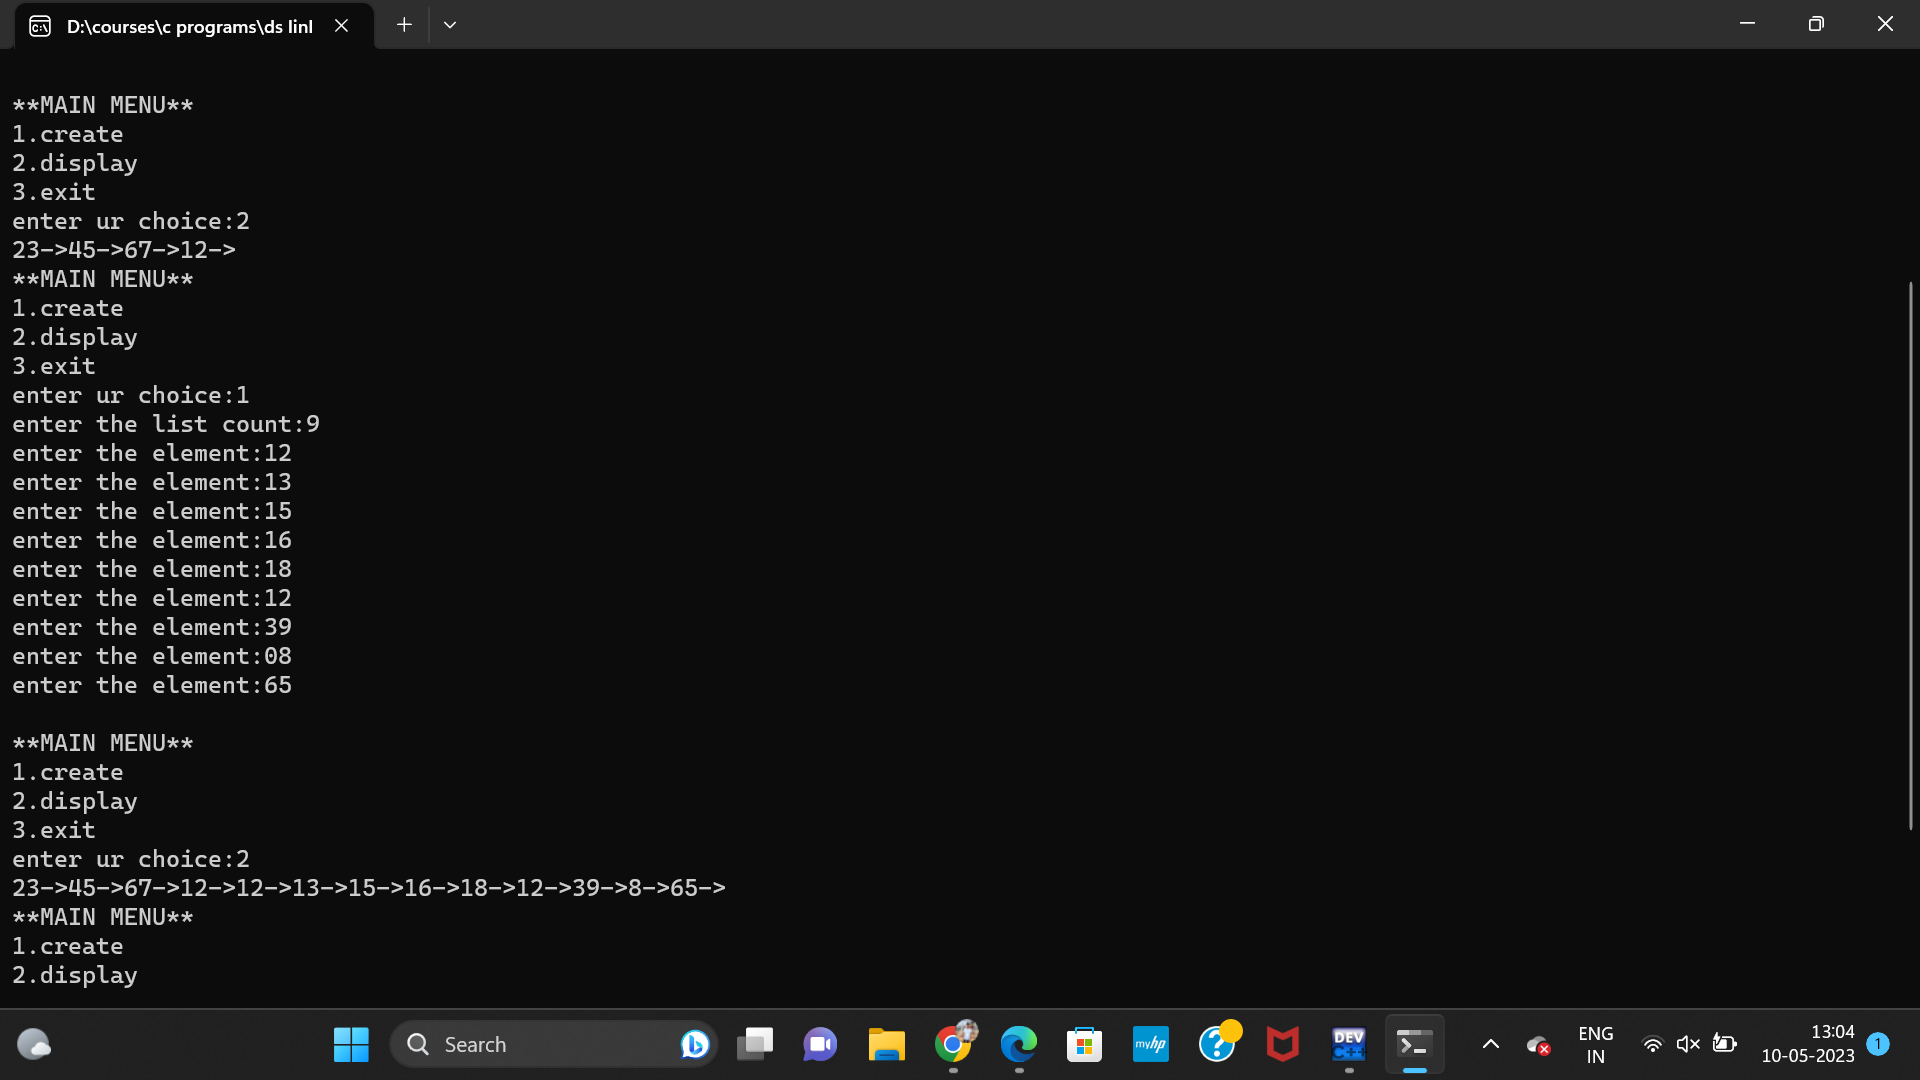 D:\courses\c programs\ds linl
**MAIN MENU**
1.create
2.display
3.exit
enter ur choice:2
23->45->67->12->
**MAIN MENU**
1.create
2.display
3.exit
enter ur choice:1
enter the list count:9
enter the element:12
enter the element:13
enter the element:15
enter the element:16
enter the element:18
enter the element:12
enter the element:39
enter the element:08
enter the element:65
**MAIN MENU**
1.create
2.display
3.exit
enter ur choice:2
23->45->67->12->12->13->15->16->18->12->39->8->65->
**MAIN MENU**
1.create
2.display
Search
myhp
DEV
C++
ENG
IN
13:04
10-05-2023
1